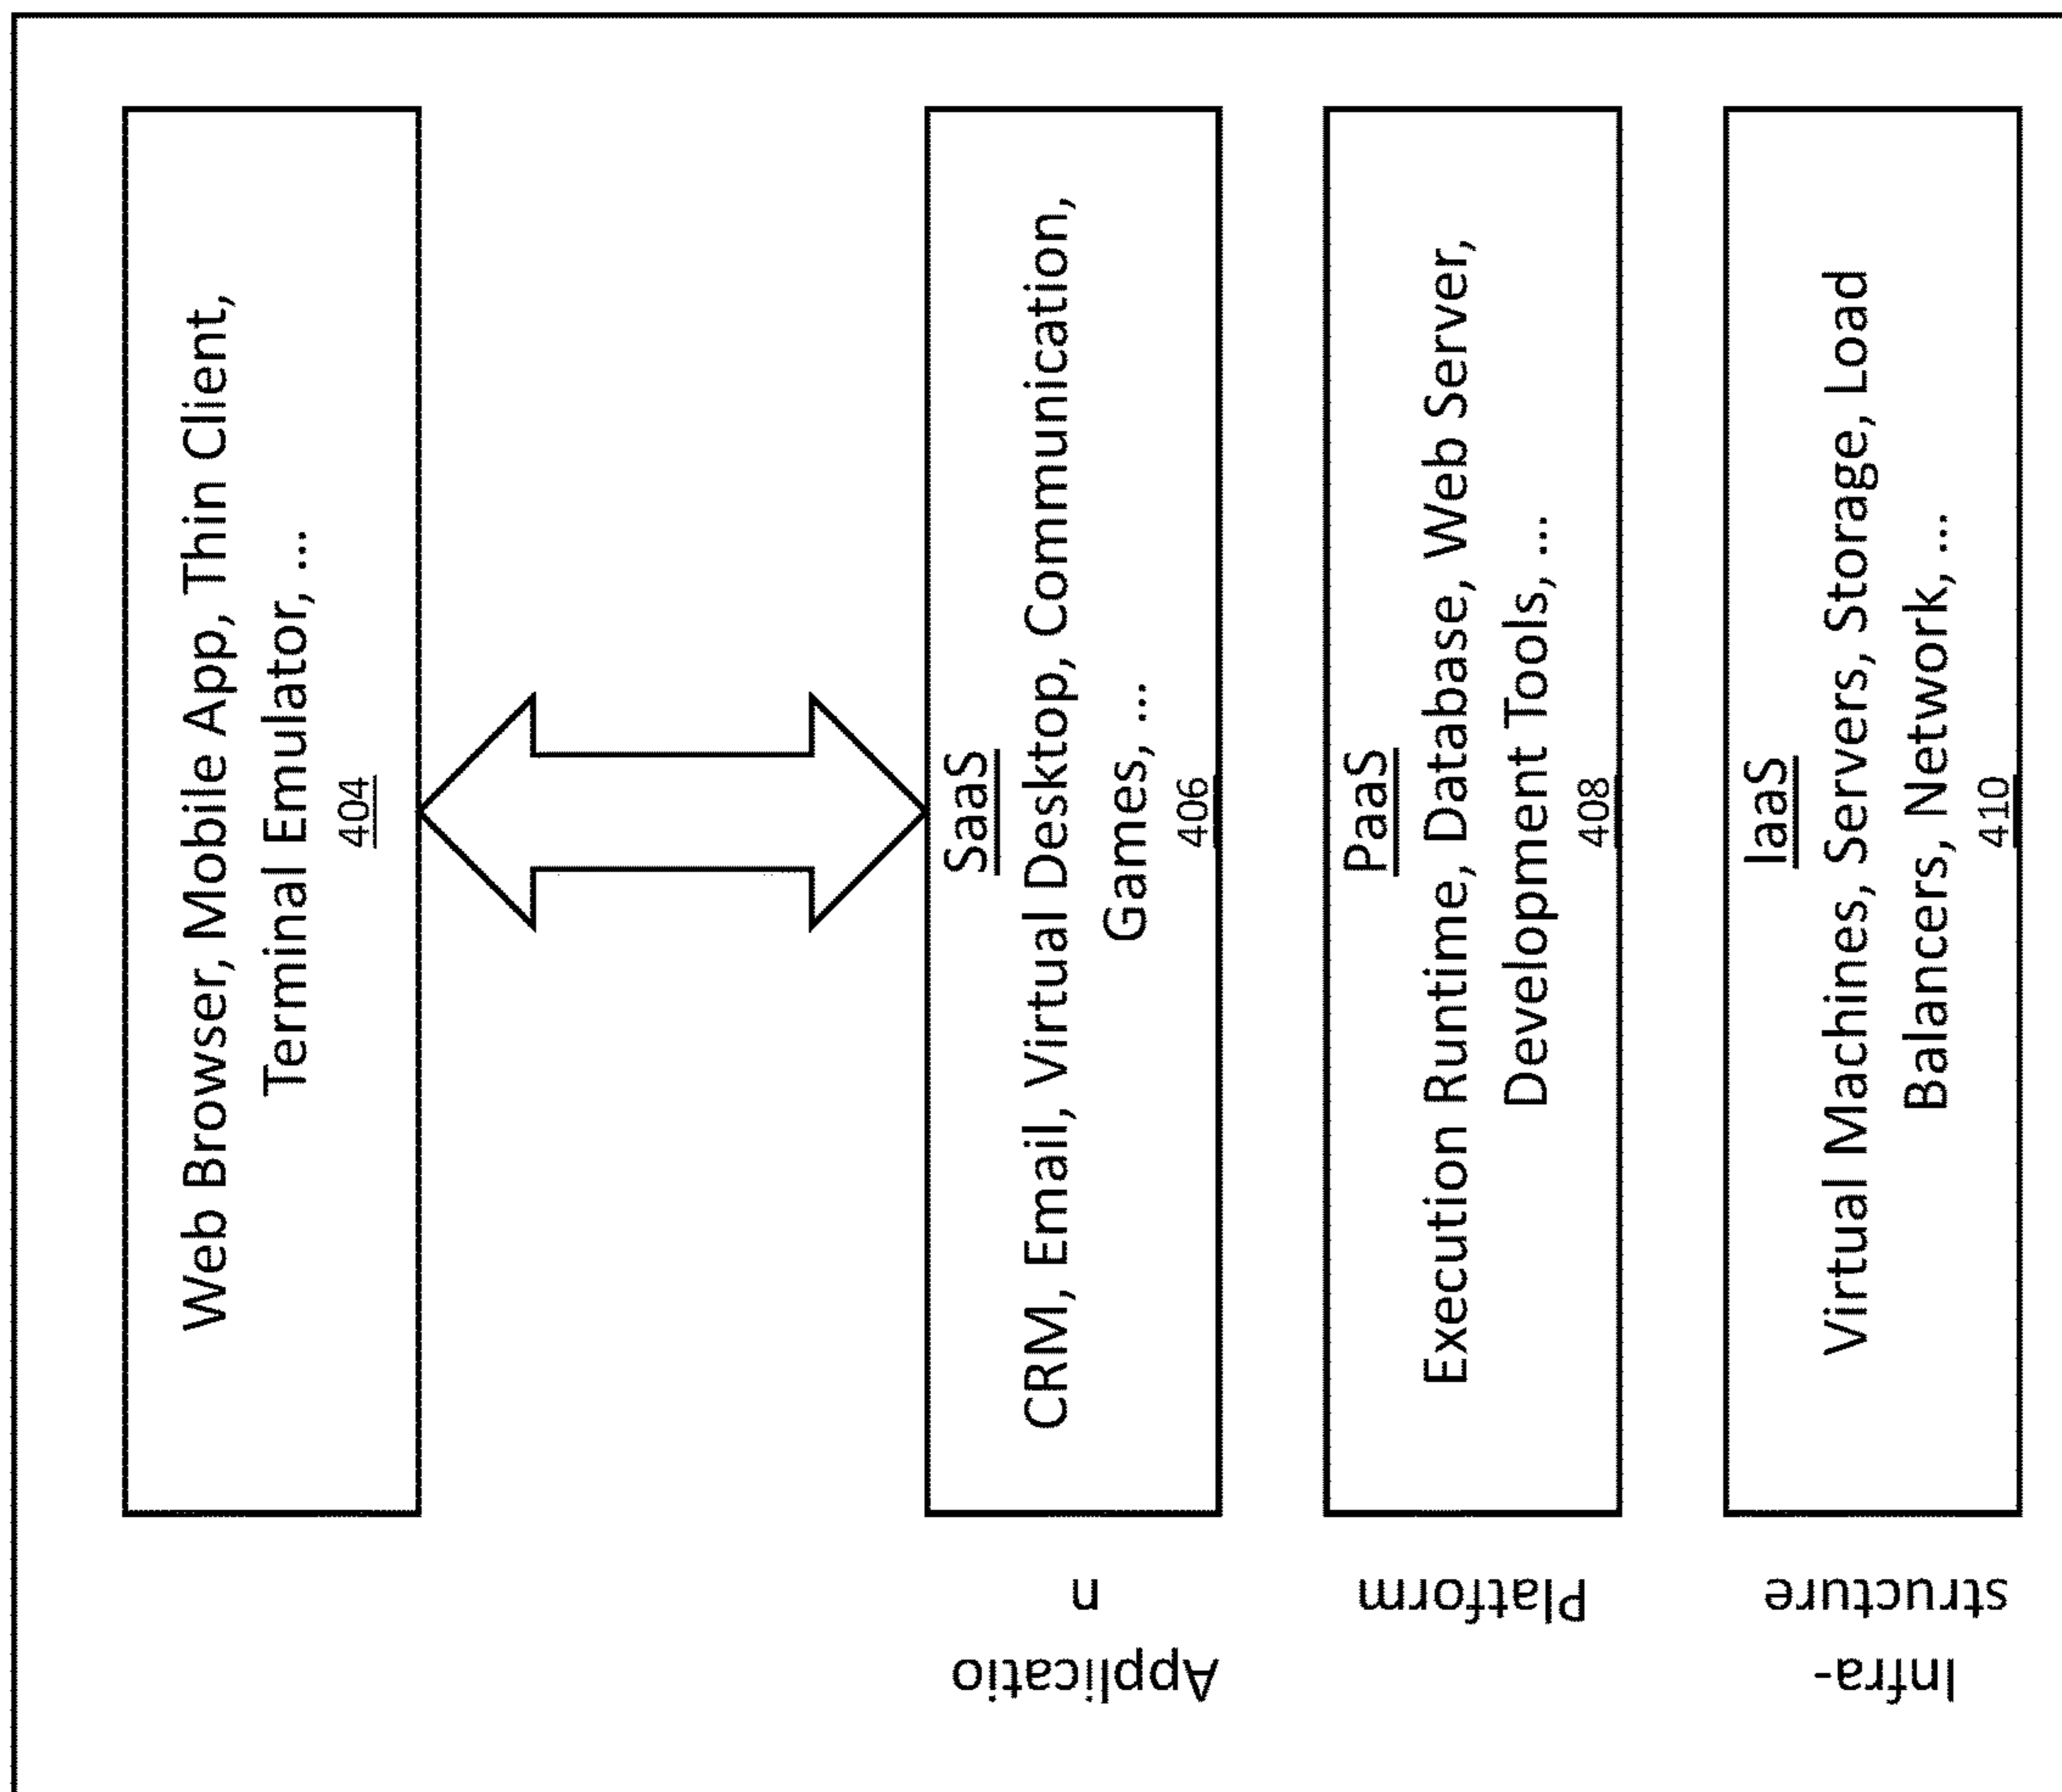 Web Browser, Mobile App, Thin Client,
Terminal Emulator, ...
404
SaaS
CRM, Email, Virtual Desktop, Communication,
Games, ...
406
Applicatio
n
PaaS
Execution Runtime, Database, Web Server,
Development Tools, ...
408
Platform
IaaS
Virtual Machines, Servers, Storage, Load
Balancers, Network, ...
410
Infra-
structure